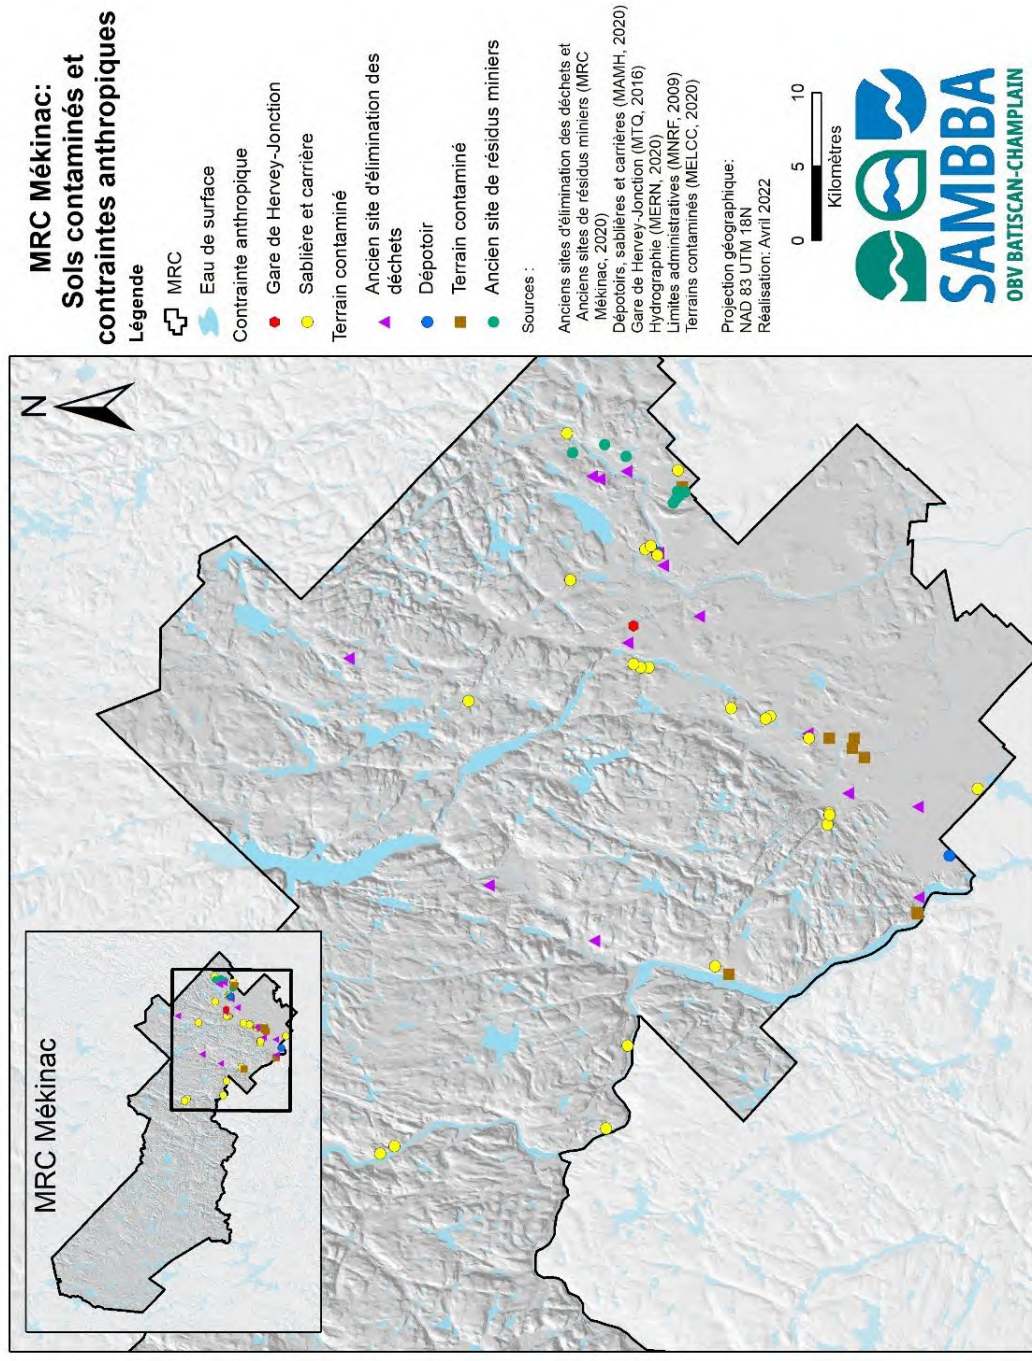 MRC Mékinac:
Sols contaminés et
contraintes anthropiques
Légende
MRC
Eau de surface
Contrainte anthropique
Gare de Hervey-Jonction
Sablière et carrière
Terrain contaminé
Ancien site d'élimination des
déchets
Dépotoir
Terrain contaminé
Ancien site de résidus miniers
Sources :
Anciens sites d'élimination des déchets et
Anciens sites de résidus miniers (MRC
Mékinac, 2020)
Dépotoirs, sablières et carrières (MAMH, 2020)
Gare de Hervey-Jonction (MTQ, 2016)
Hydrographie (MERN, 2020)
Limites administratives (MNRF, 2009)
Terrains contaminés (MELCC, 2020)
Projection géographique:
NAD 83 UTM 18N
Réalisation: Avril 2022
0 5 10
Kilomètres
SAMBBA
OBV BATISCAN-CHAMPLAIN
N
MRC Mékinac